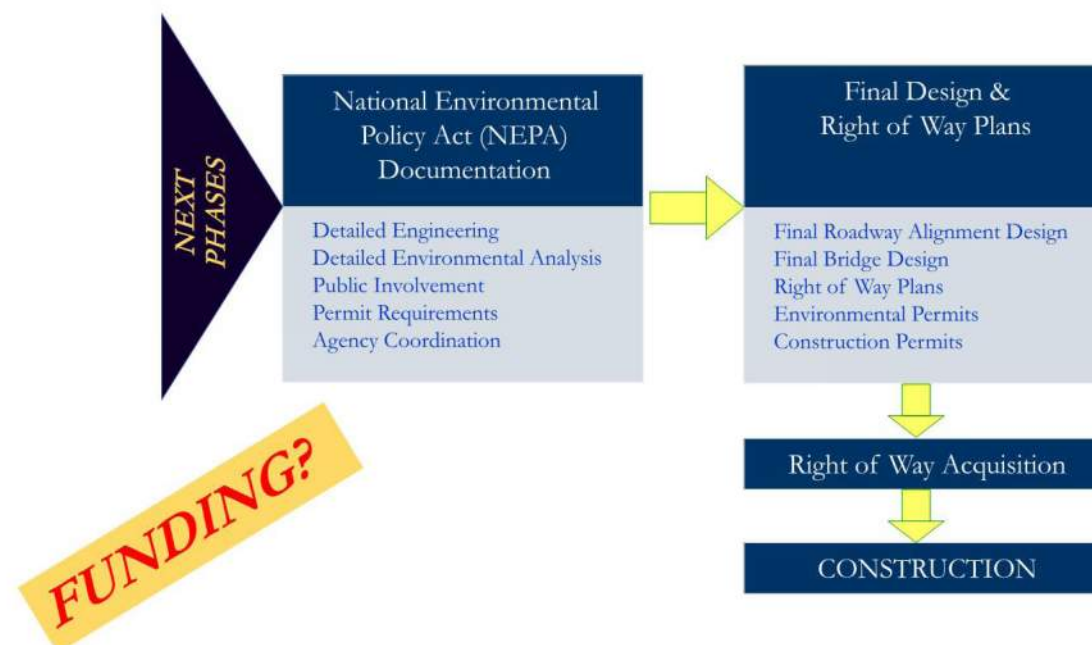 NEXT
PHASES
National Environmental
Policy Act (NEPA)
Documentation
Detailed Engineering
Detailed Environmental Analysis
Public Involvement
Permit Requirements
Agency Coordination
Final Design &
Right of Way Plans
Final Roadway Alignment Design
Final Bridge Design
Right of Way Plans
Environmental Permits
Construction Permits
Right of Way Acquisition
CONSTRUCTION
FUNDING?